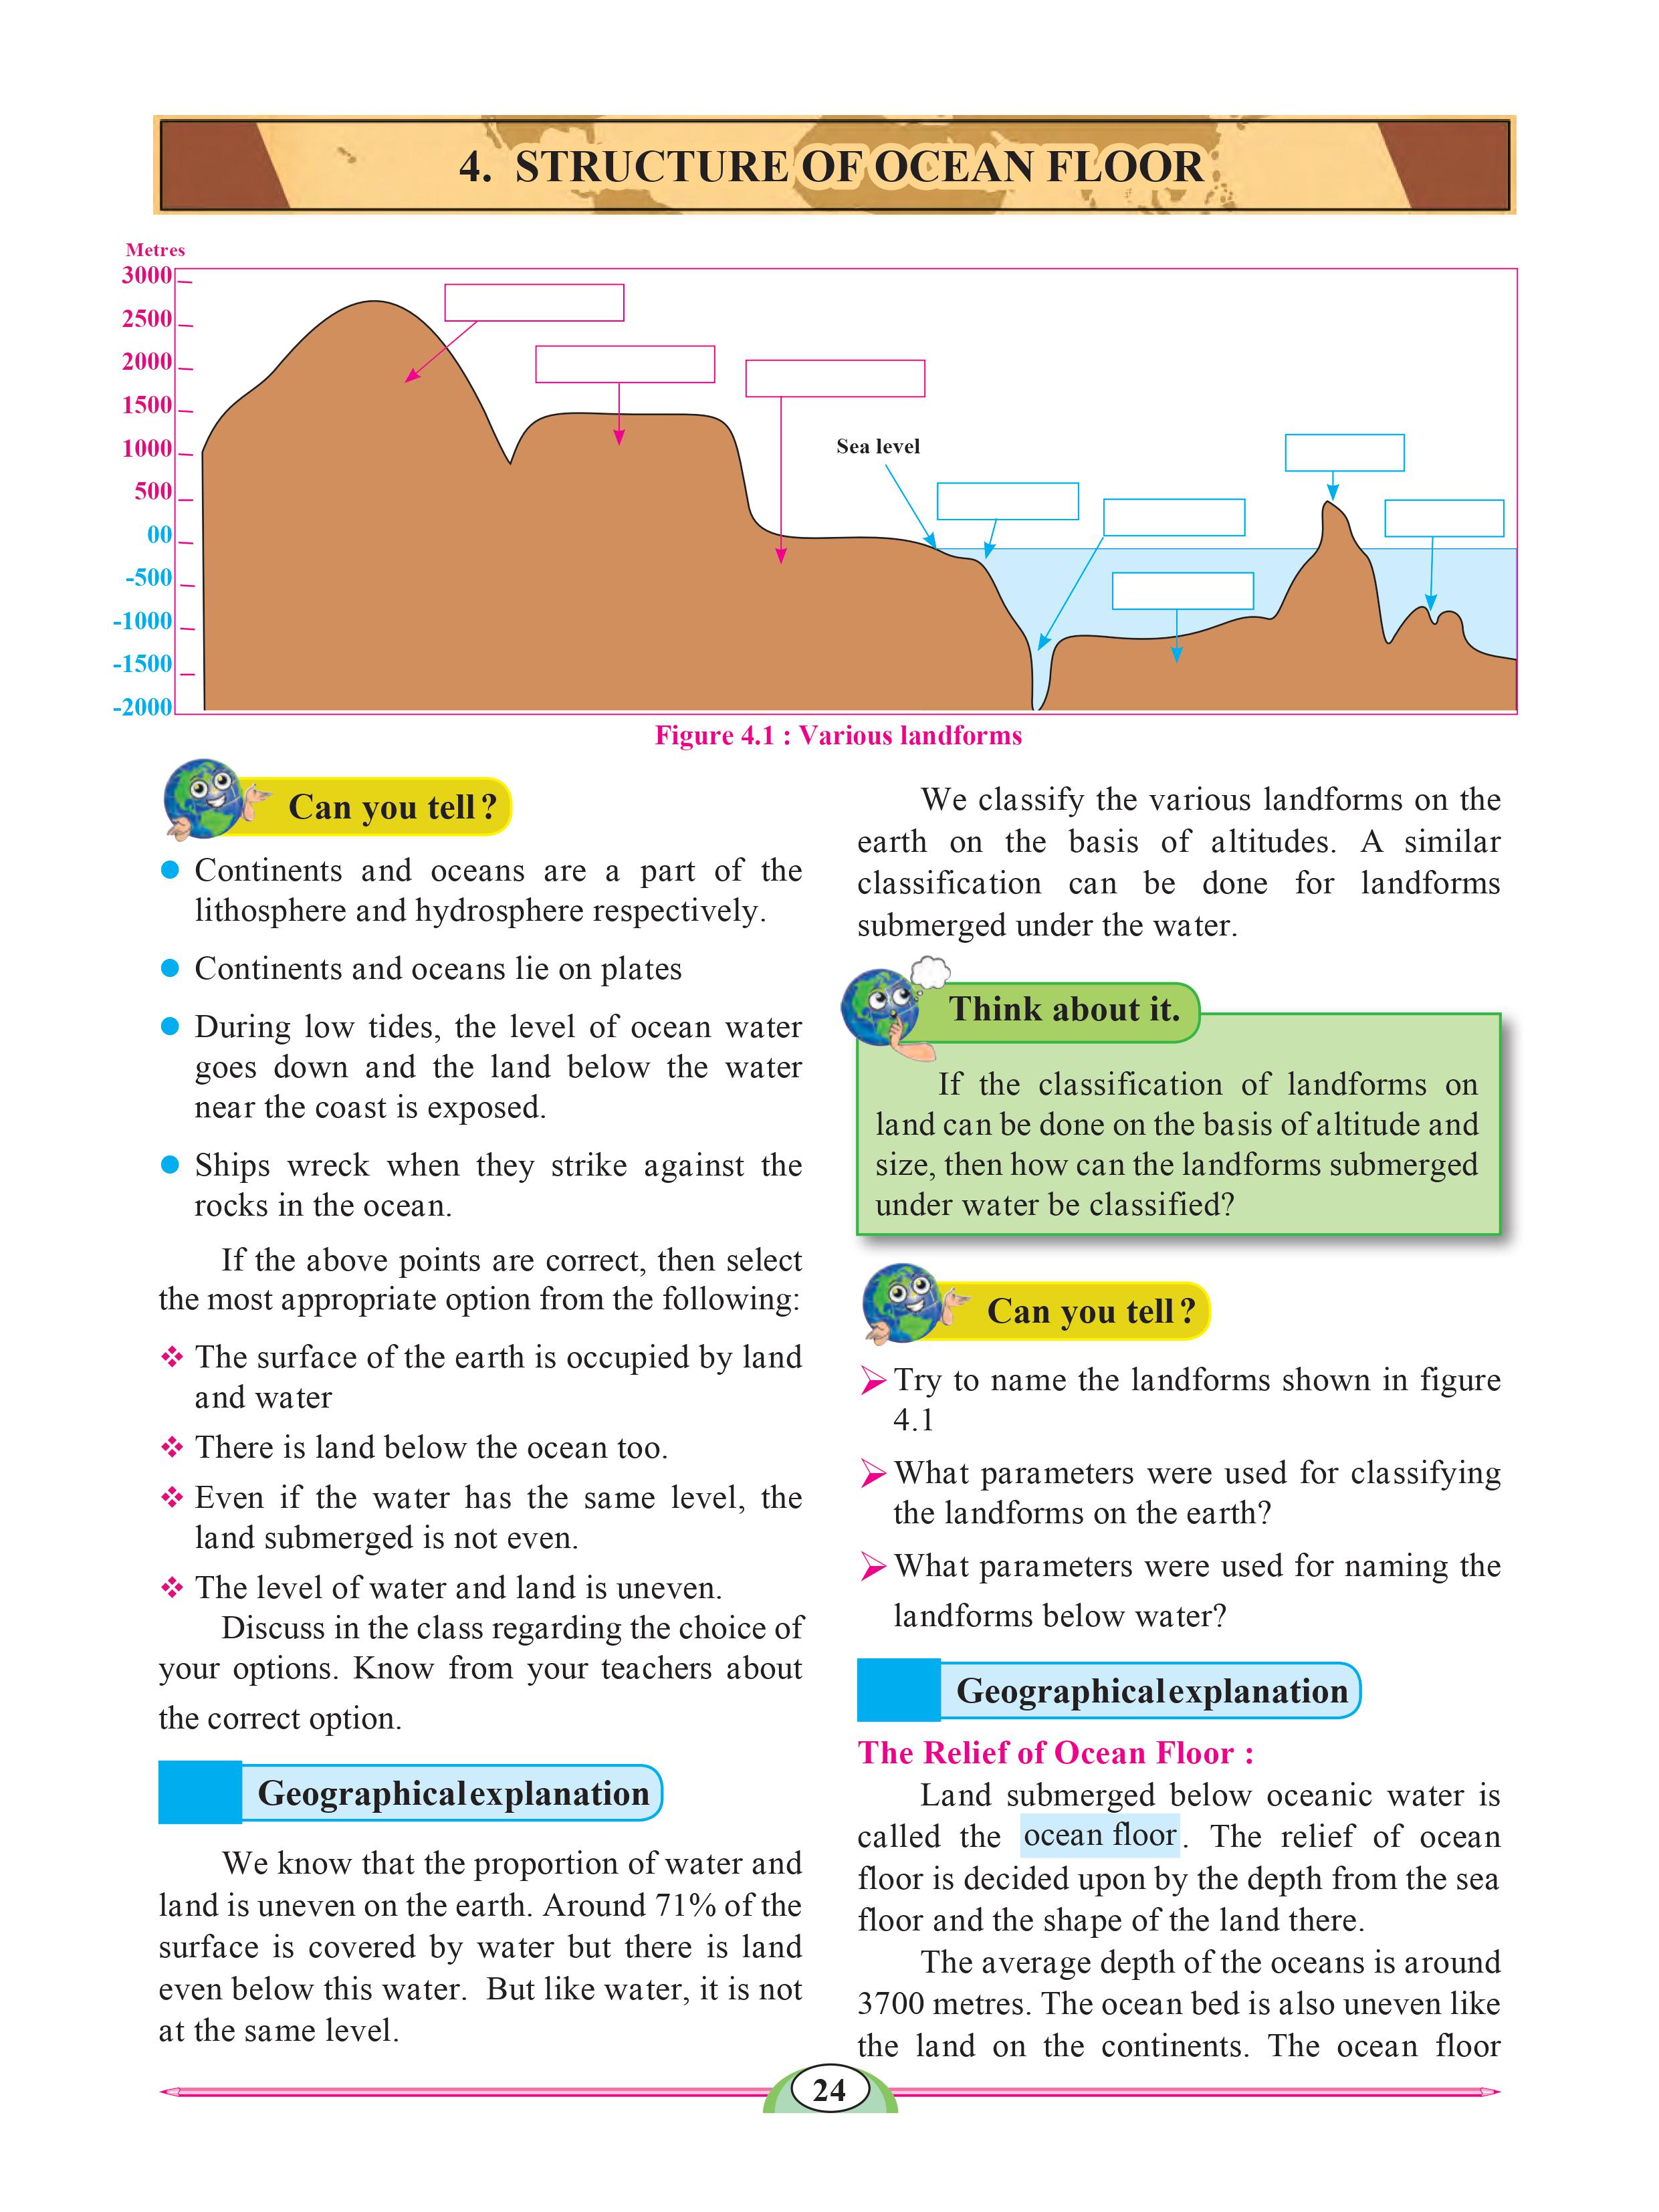 4. STRUCTURE OF OCEAN FLOOR
Metres
3000
2500
2000
1500
1000
500
00
-500
-1000
-1500
-2000
Sea level
Figure 4.1 : Various landforms
Can you tell?
Continents and oceans are a part of the
lithosphere and hydrosphere respectively.
Continents and oceans lie on plates
During low tides, the level of ocean water
goes down and the land below the water
near the coast is exposed.
Ships wreck when they strike against the
rocks in the ocean.
If the above points are correct, then select
the most appropriate option from the following:
The surface of the earth is occupied by land
and water
There is land below the ocean too.
Even if the water has the same level, the
land submerged is not even.
The level of water and land is uneven.
Discuss in the class regarding the choice of
your options. Know from your teachers about
the correct option.
Geographical explanation
We know that the proportion of water and
land is uneven on the earth. Around 71% of the
surface is covered by water but there is land
even below this water. But like water, it is not
at the same level.
We classify the various landforms on the
earth on the basis of altitudes. A similar
classification can be done for landforms
submerged under the water.
Think about it.
If the classification of landforms on
land can be done on the basis of altitude and
size, then how can the landforms submerged
under water be classified?
Can you tell?
Try to name the landforms shown in figure
4.1
What parameters were used for classifying
the landforms on the earth?
What parameters were used for naming the
landforms below water?
Geographical explanation
The Relief of Ocean Floor :
Land submerged below oceanic water is
called the ocean floor. The relief of ocean
floor is decided upon by the depth from the sea
floor and the shape of the land there.
The average depth of the oceans is around
3700 metres. The ocean bed is also uneven like
the land on the continents. The ocean floor
24